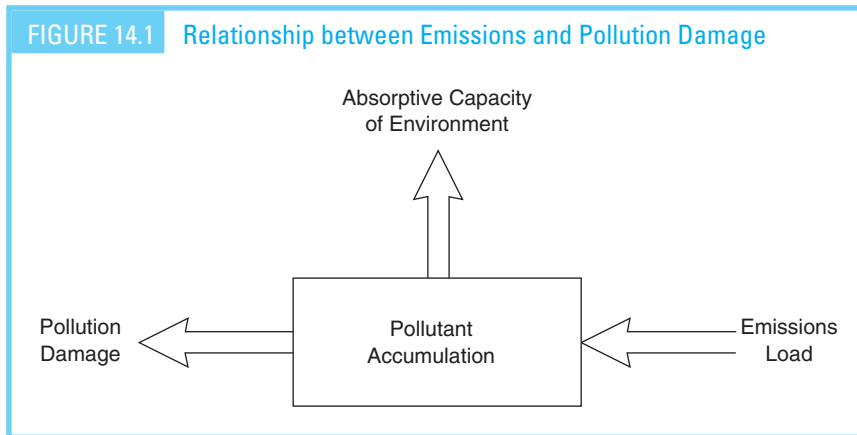 FIGURE 14.1 Relationship between Emissions and Pollution Damage
Absorptive Capacity
of Environment
Pollution
Damage
Pollutant
Accumulation
Emissions
Load